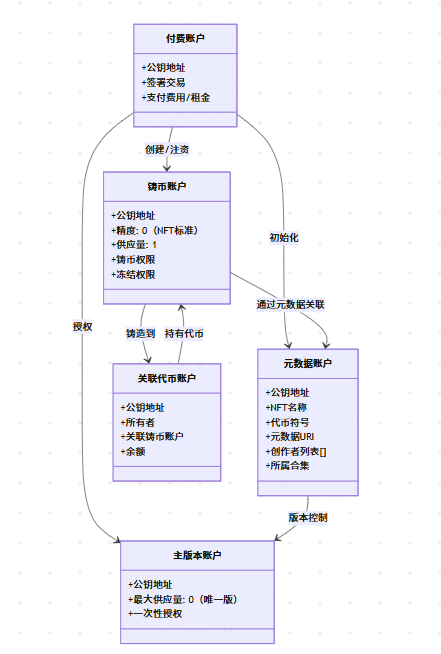 付费账户
+公钥地址
+签署交易
+支付费用/租金
创建/注资
铸币账户
+公钥地址
+精度: 0（NFT标准）
+供应量: 1
+铸币权限
+冻结权限
初始化
通过元数据关联
授权
铸造到
持有代币
关联代币账户
+公钥地址
+所有者
+关联铸币账户
+余额
元数据账户
+公钥地址
+NFT名称
+代币符号
+元数据URI
+创作者列表[]
+所属合集
版本控制
主版本账户
+公钥地址
+最大供应量: 0（唯一版）
+一次性授权